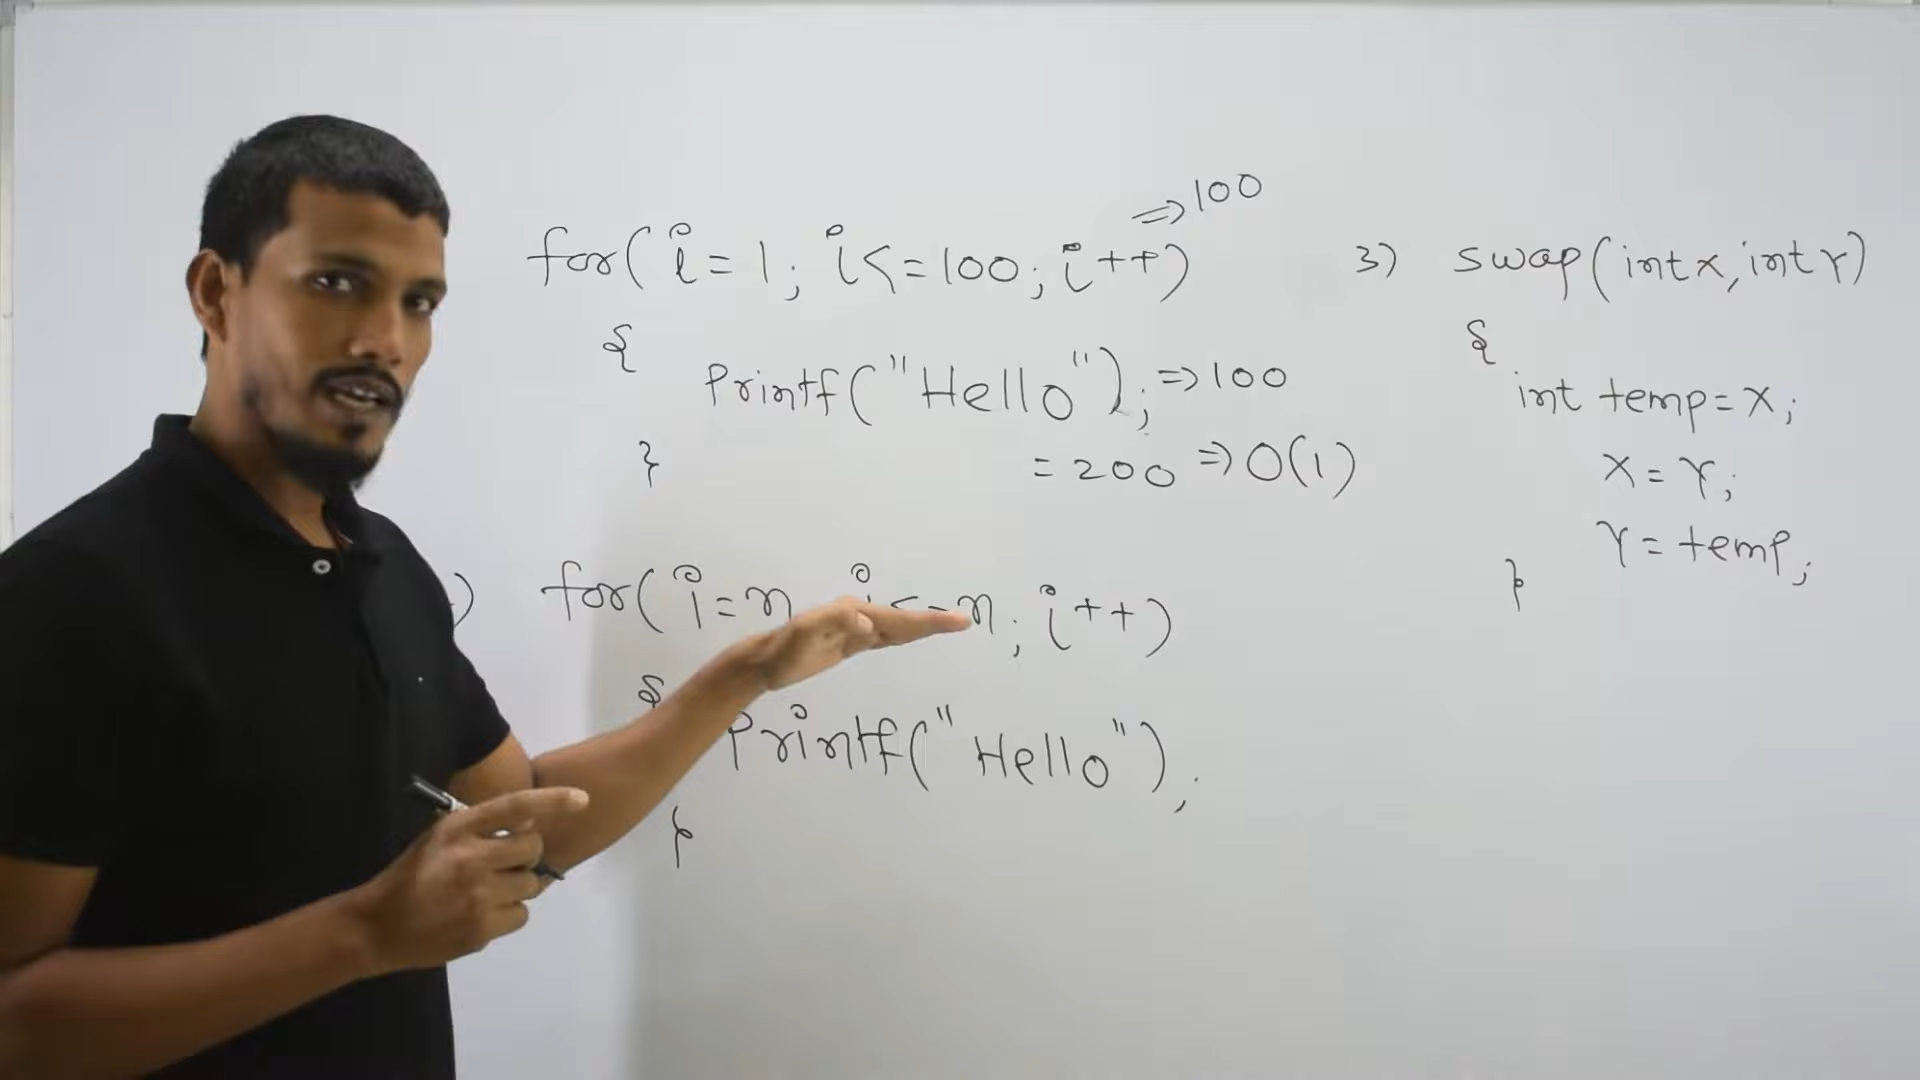 => 100
for( i = 1; i <= 100; i++)
{
Printf("Hello"); => 100
}
= 200 => O(1)
) for( i = n i <= n; i++)
{
Printf("Hello");
}
3) swap(int x, int Y)
{
int temp = x;
X = Y;
Y = temp;
}